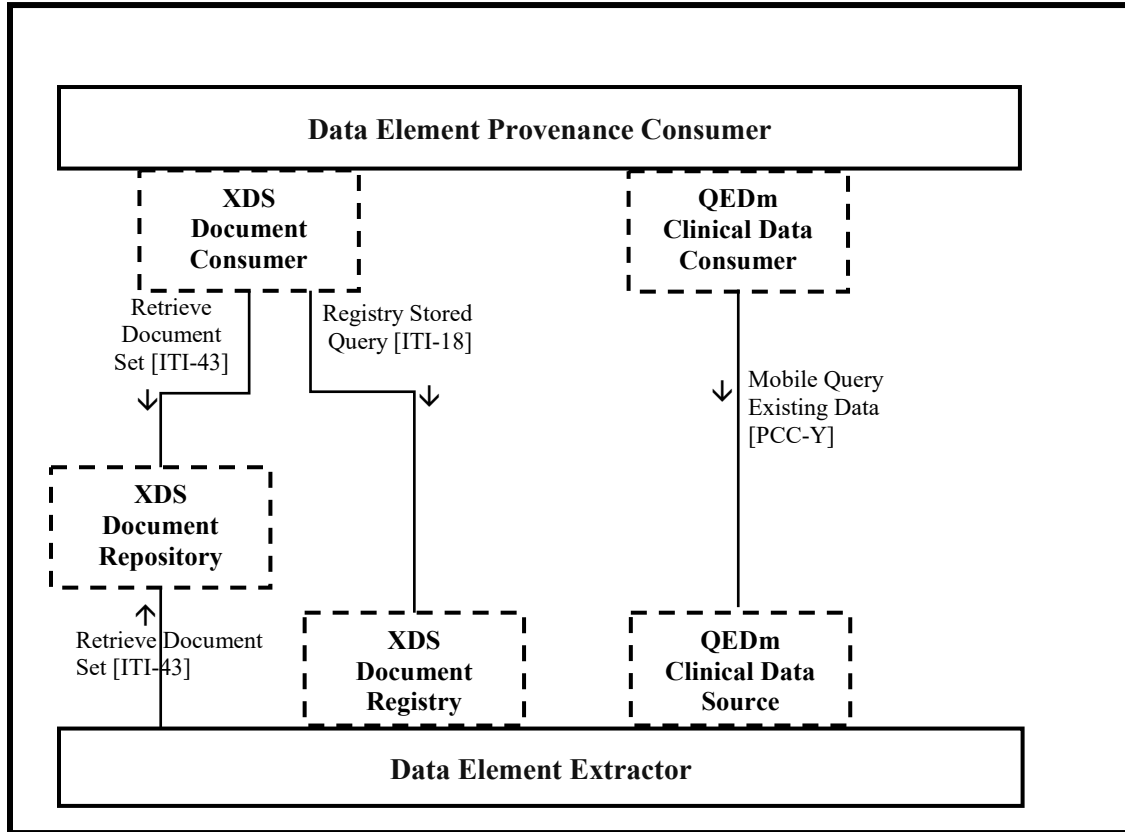 Data Element Provenance Consumer
XDS
Document
Consumer
QEDm
Clinical Data
Consumer
Retrieve
Document
Set [ITI-43]
Registry Stored
Query [ITI-18]
Mobile Query
Existing Data
[PCC-Y]
XDS
Document
Repository
Retrieve Document
Set [ITI-43]
XDS
Document
Registry
QEDm
Clinical Data
Source
Data Element Extractor